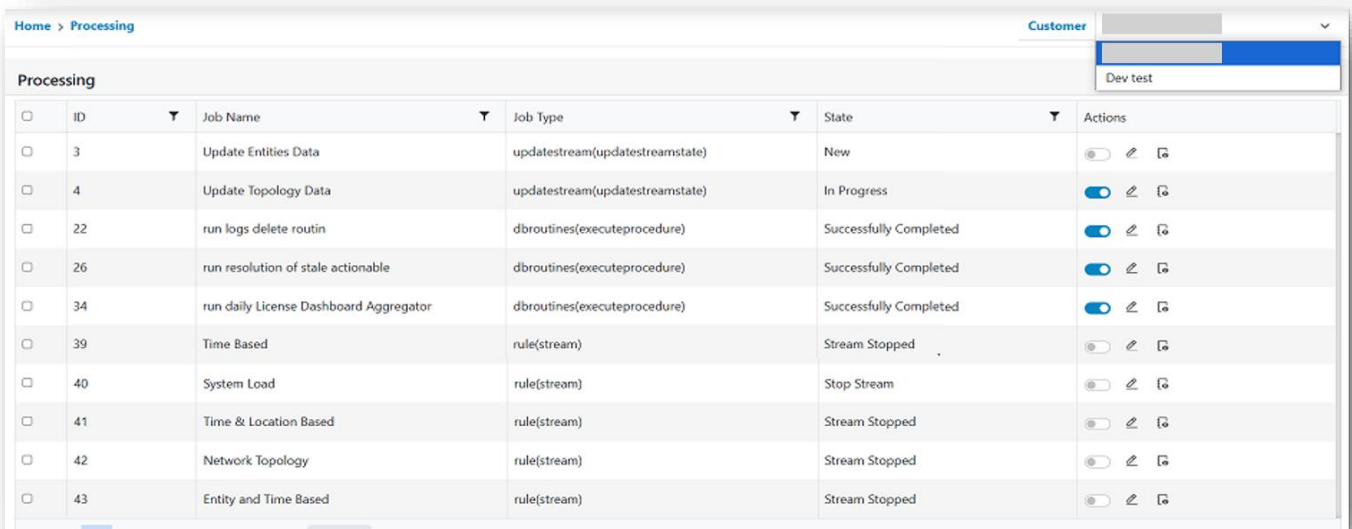 Home > Processing Customer
Dev test
Processing
ID Job Name Job Type State Actions
3 Update Entities Data updatestream(updatestreamstate) New
4 Update Topology Data updatestream(updatestreamstate) In Progress
22 run logs delete routin dbroutines(executeprocedure) Successfully Completed
26 run resolution of stale actionable dbroutines(executeprocedure) Successfully Completed
34 run daily License Dashboard Aggregator dbroutines(executeprocedure) Successfully Completed
39 Time Based rule(stream) Stream Stopped
40 System Load rule(stream) Stop Stream
41 Time & Location Based rule(stream) Stream Stopped
42 Network Topology rule(stream) Stream Stopped
43 Entity and Time Based rule(stream) Stream Stopped